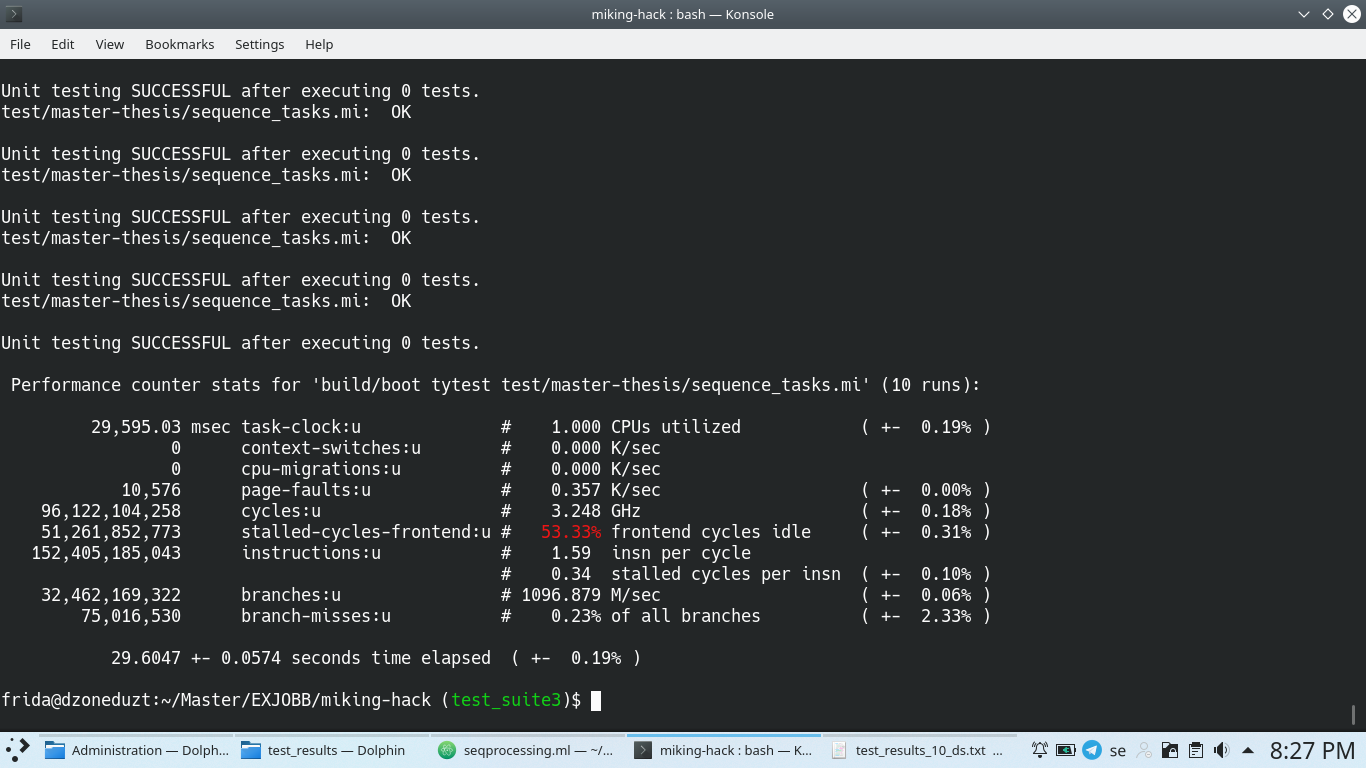 miking-hack : bash — Konsole
File Edit View Bookmarks Settings Help
Unit testing SUCCESSFUL after executing 0 tests.
test/master-thesis/sequence_tasks.mi:  OK
Unit testing SUCCESSFUL after executing 0 tests.
test/master-thesis/sequence_tasks.mi:  OK
Unit testing SUCCESSFUL after executing 0 tests.
test/master-thesis/sequence_tasks.mi:  OK
Unit testing SUCCESSFUL after executing 0 tests.
test/master-thesis/sequence_tasks.mi:  OK
Unit testing SUCCESSFUL after executing 0 tests.
Performance counter stats for 'build/boot tytest test/master-thesis/sequence_tasks.mi' (10 runs):
29,595.03 msec task-clock:u # 1.000 CPUs utilized ( +- 0.19% )
0 context-switches:u # 0.000 K/sec
0 cpu-migrations:u # 0.000 K/sec
10,576 page-faults:u # 0.357 K/sec ( +- 0.00% )
96,122,104,258 cycles:u # 3.248 GHz ( +- 0.18% )
51,261,852,773 stalled-cycles-frontend:u # 53.33% frontend cycles idle ( +- 0.31% )
152,405,185,043 instructions:u # 1.59 insn per cycle
# 0.34 stalled cycles per insn ( +- 0.10% )
32,462,169,322 branches:u # 1096.879 M/sec ( +- 0.06% )
75,016,530 branch-misses:u # 0.23% of all branches ( +- 2.33% )
29.6047 +- 0.0574 seconds time elapsed ( +- 0.19% )
frida@dzoneduzt:~/Master/EXJOBB/miking-hack (test_suite3)$
Administration — Dolph... test_results — Dolphin seqprocessing.ml — ~/... miking-hack : bash — K... test_results_10_ds.txt ... se 8:27 PM